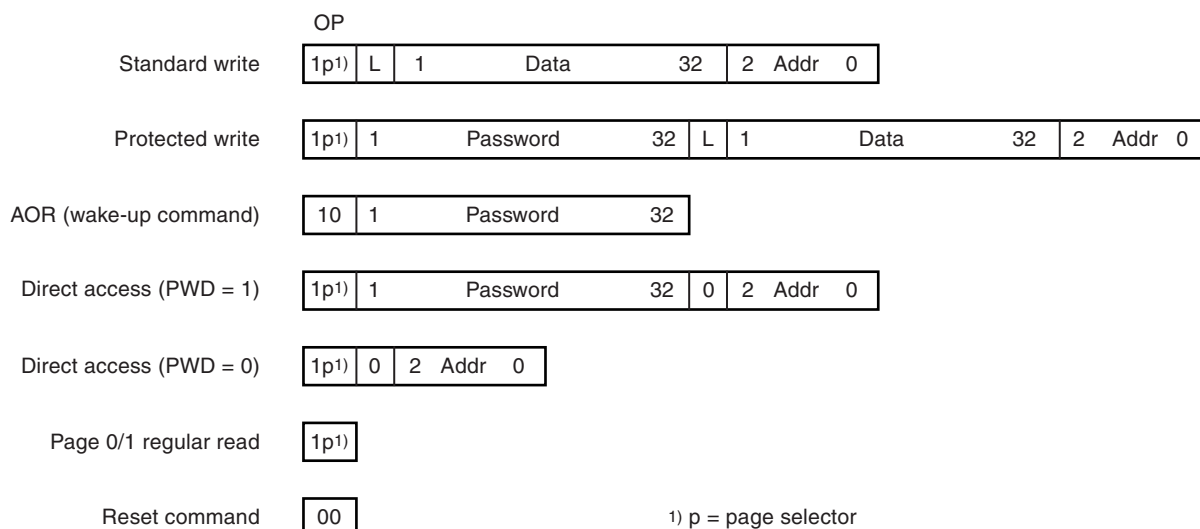 OP
Standard write 1p1) L 1 Data 32 2 Addr 0
Protected write 1p1) 1 Password 32 L 1 Data 32 2 Addr 0
AOR (wake-up command) 10 1 Password 32
Direct access (PWD = 1) 1p1) 1 Password 32 0 2 Addr 0
Direct access (PWD = 0) 1p1) 0 2 Addr 0
Page 0/1 regular read 1p1)
Reset command 00 1) p = page selector